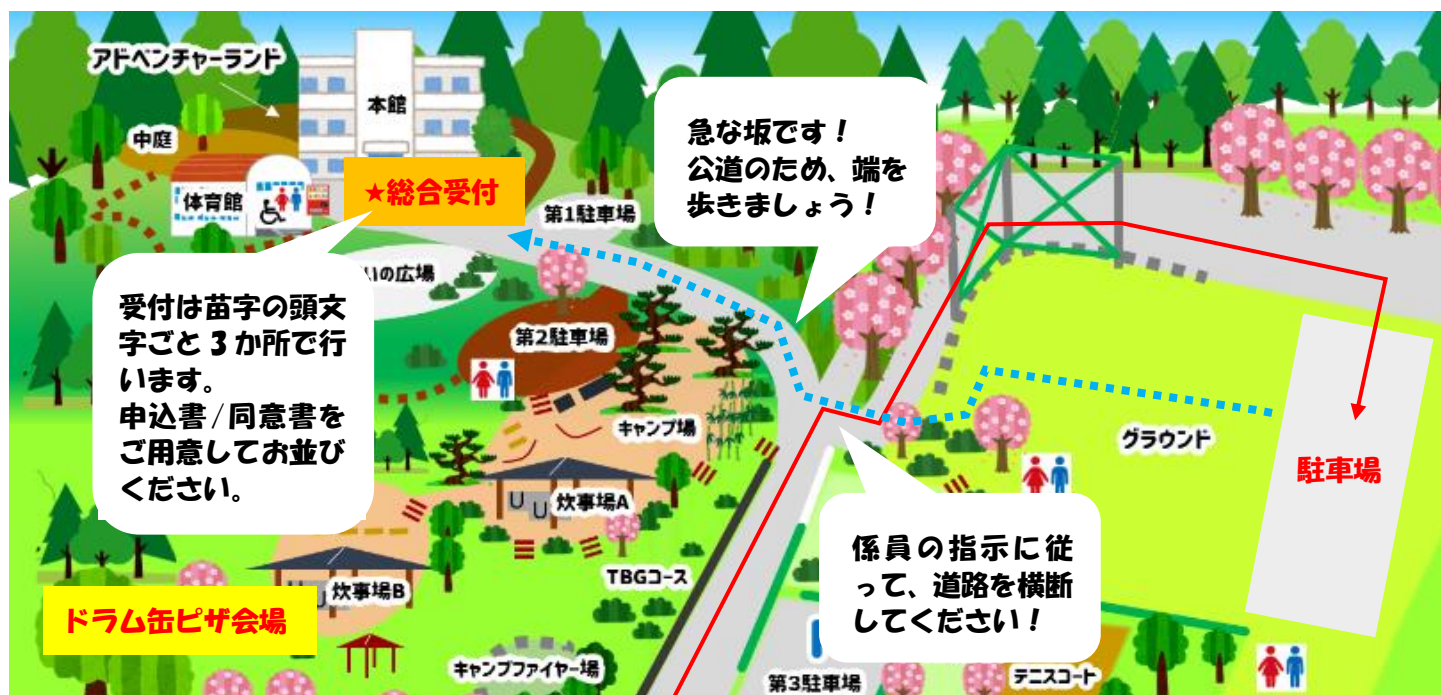 アドベンチャーランド
本館
中庭
体育館
★総合受付
第1駐車場
急な坂です！
公道のため、端を
歩きましょう！
いの広場
受付は苗字の頭文
字ごと3か所で行
います。
申込書/同意書を
ご用意してお並び
ください。
第2駐車場
キャンプ場
グラウンド
駐車場
炊事場A
係員の指示に従
って、道路を横断
してください！
TBGコース
炊事場B
ドラム缶ピザ会場
キャンプファイヤー場
第3駐車場
テニスコート